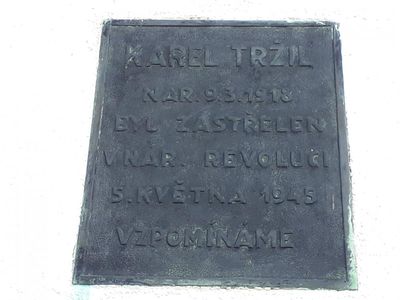 KAREL TRŽIL
NAR. 9.3.1918
BYL ZASTŘELEN
V NÁR. REVOLUCI
5. KVĚTNA 1945
VZPOMÍNÁME